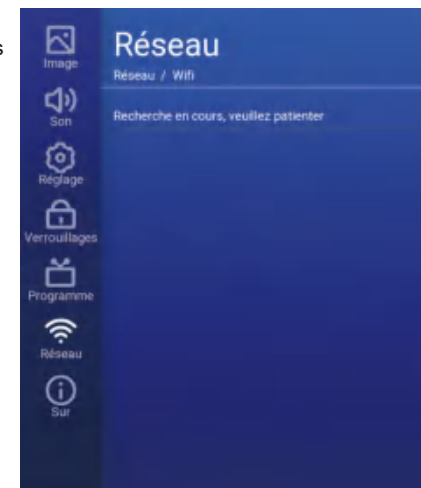 s
Image
Son
Réglage
Verrouillages
Programme
Réseau
Sur
Réseau
Réseau / Wifi
Recherche en cours, veuillez patienter